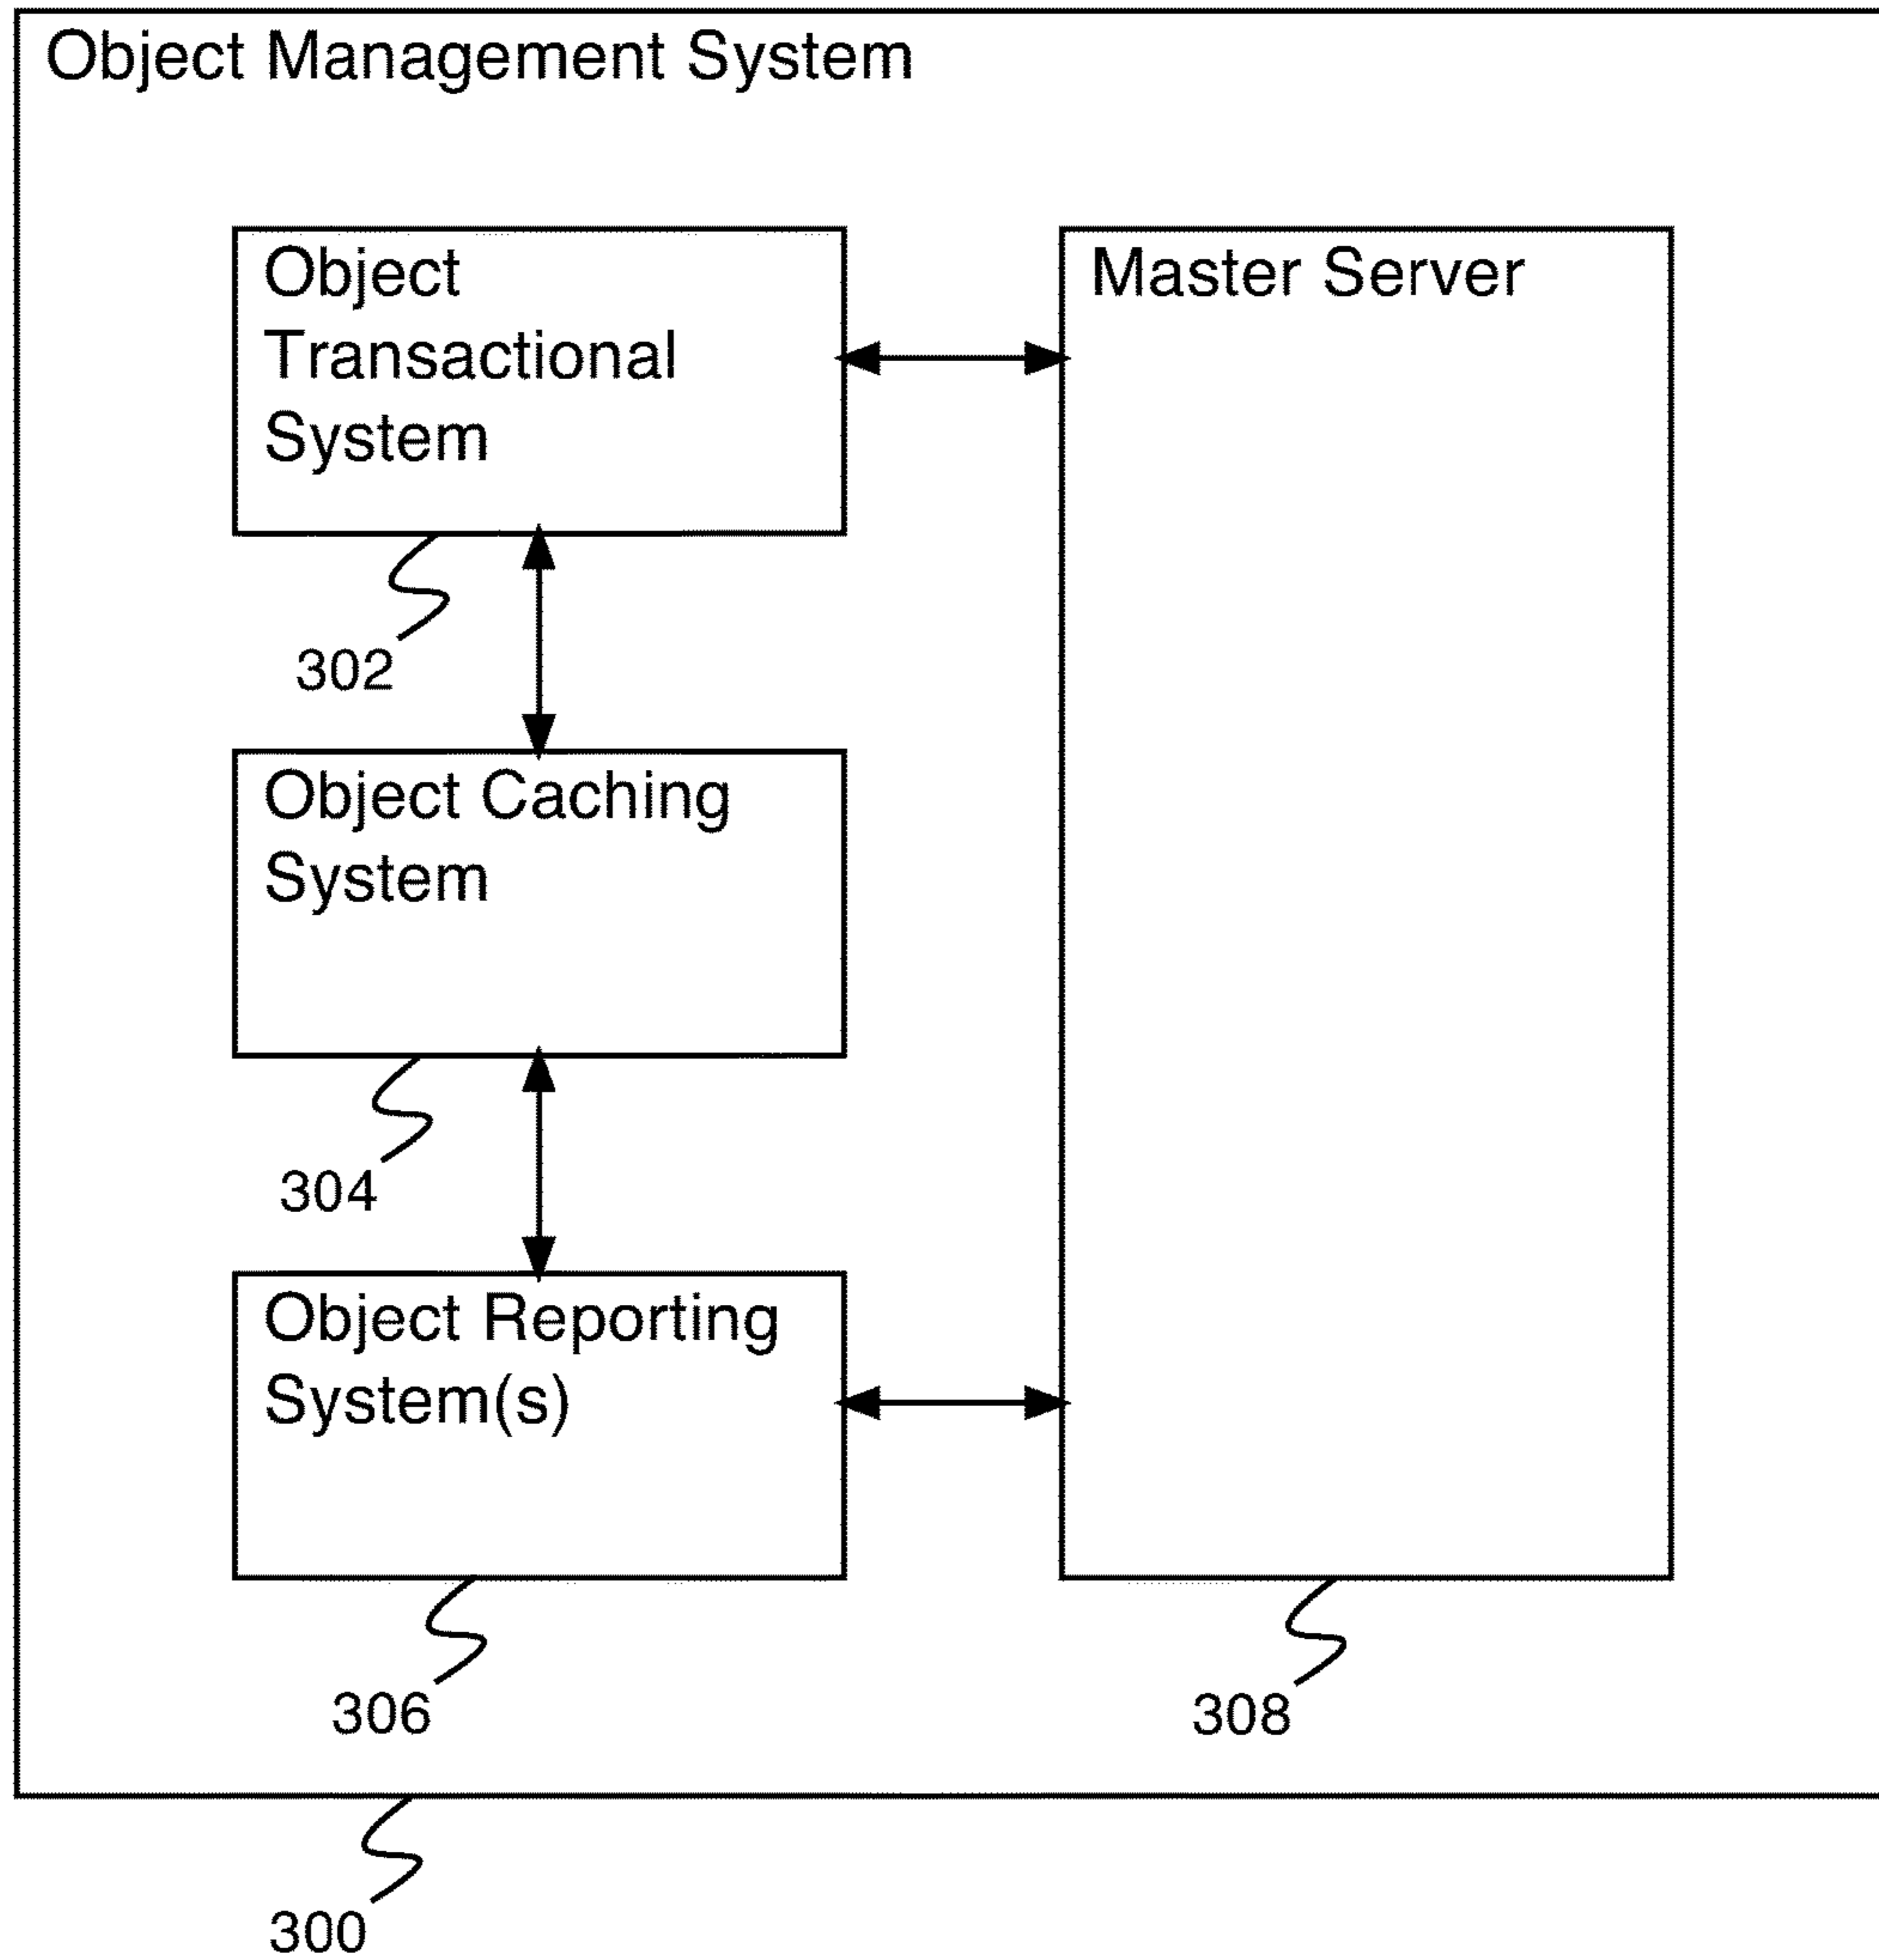 Object Management System
Object
Transactional
System
Master Server
302
Object Caching
System
304
Object Reporting
System(s)
306
308
300